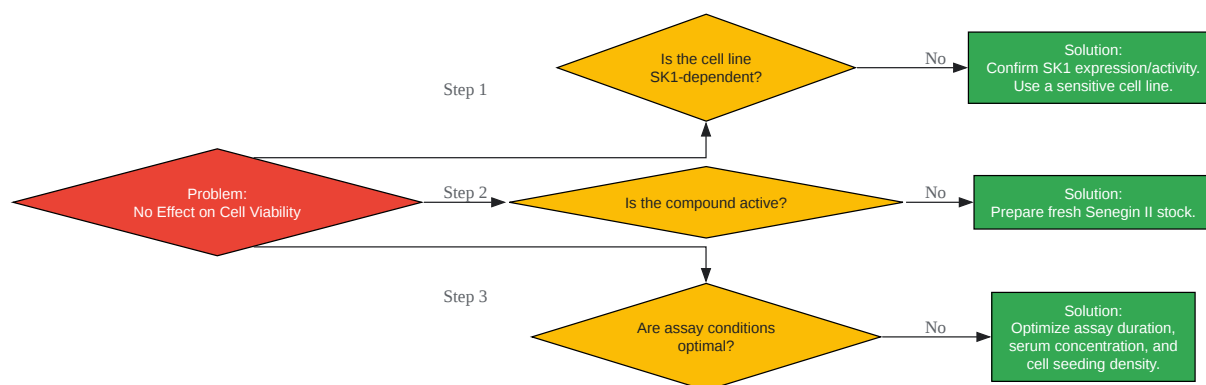 Step 1
Is the cell line
SK1-dependent?
No
Solution:
Confirm SK1 expression/activity.
Use a sensitive cell line.
Problem:
No Effect on Cell Viability
Step 2
Is the compound active?
No
Solution:
Prepare fresh Senegin II stock.
Step 3
Are assay conditions
optimal?
No
Solution:
Optimize assay duration,
serum concentration, and
cell seeding density.